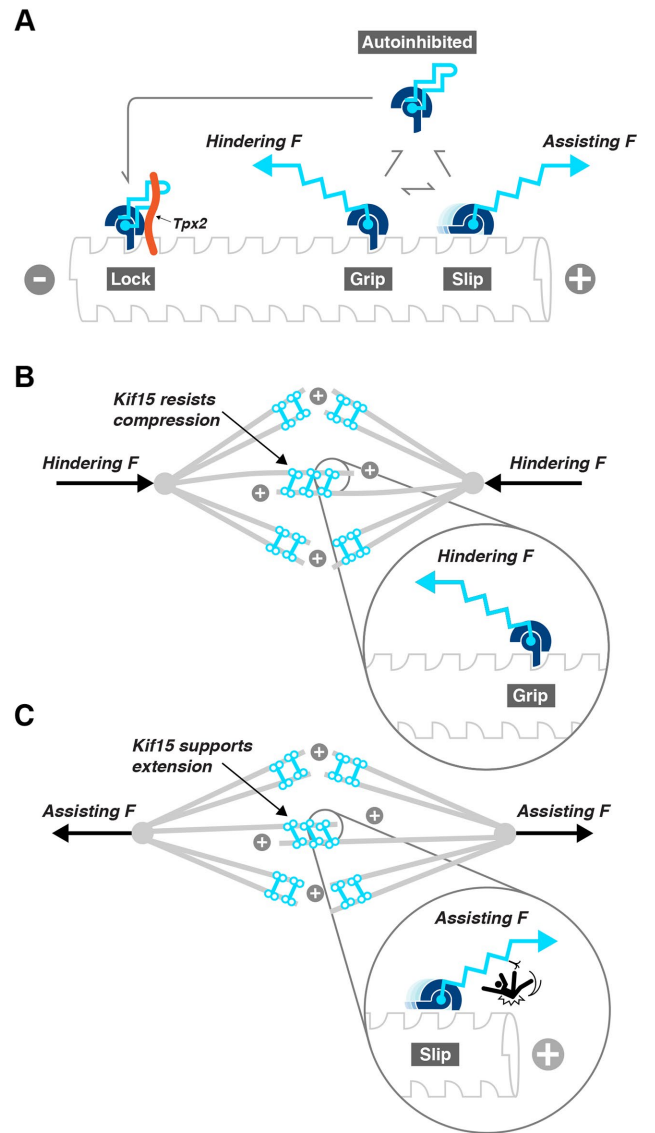 A
Autoinhibited
Hindering F
Assisting F
Tpx2
Lock
Grip
Slip
-
+
B
Kif15 resists
compression
+
Hindering F
Hindering F
+
+
+
Hindering F
Grip
C
Kif15 supports
extension
+
Assisting F
Assisting F
+
+
+
Assisting F
Slip
+